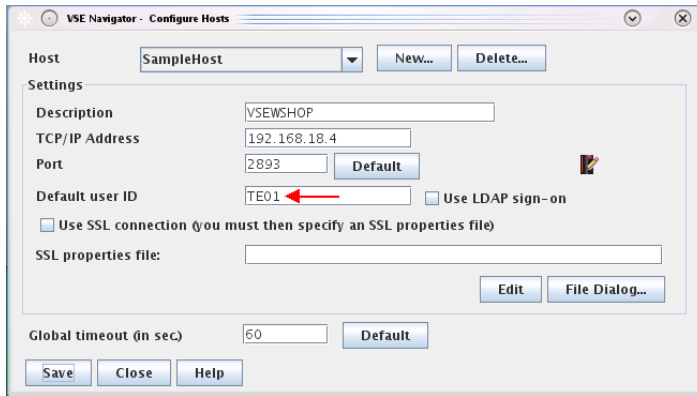 VSE Navigator - Configure Hosts
Host SampleHost New... Delete...
Settings
Description VSEWSHOP
TCP/IP Address 192.168.18.4
Port 2893 Default
Default user ID TE01 Use LDAP sign-on
Use SSL connection (you must then specify an SSL properties file)
SSL properties file:
Edit File Dialog...
Global timeout (in sec.) 60 Default
Save Close Help